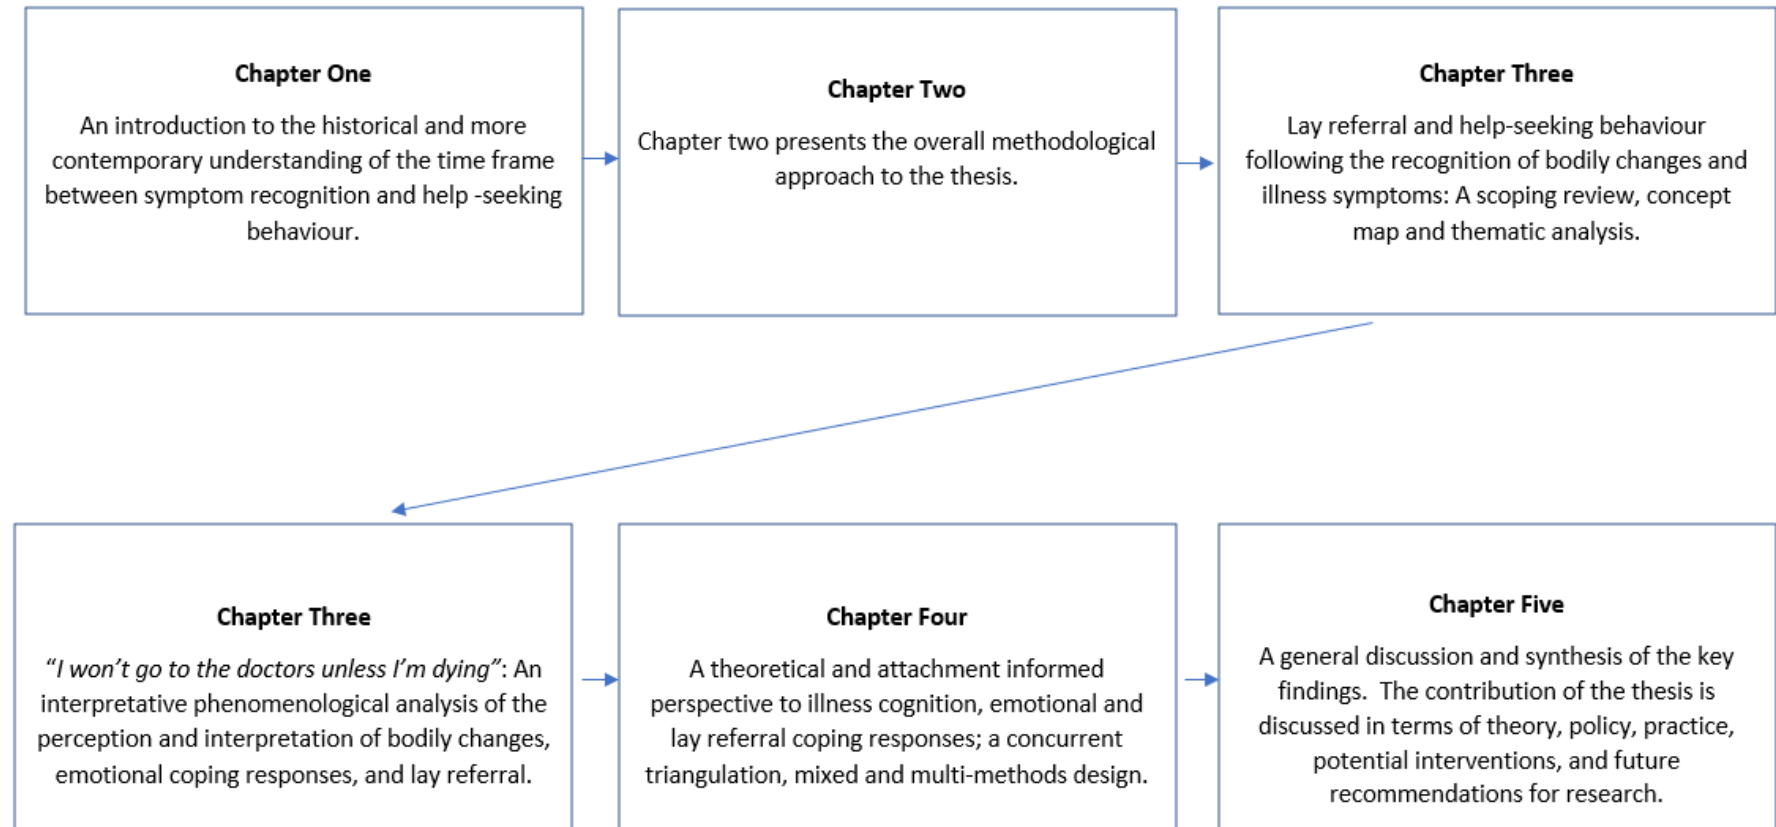 Chapter One
An introduction to the historical and more
contemporary understanding of the time frame
between symptom recognition and help -seeking
behaviour.
Chapter Two
Chapter two presents the overall methodological
approach to the thesis.
Chapter Three
Lay referral and help-seeking behaviour
following the recognition of bodily changes and
illness symptoms: A scoping review, concept
map and thematic analysis.
Chapter Three
“I won’t go to the doctors unless I’m dying”: An
interpretative phenomenological analysis of the
perception and interpretation of bodily changes,
emotional coping responses, and lay referral.
Chapter Four
A theoretical and attachment informed
perspective to illness cognition, emotional and
lay referral coping responses; a concurrent
triangulation, mixed and multi-methods design.
Chapter Five
A general discussion and synthesis of the key
findings.  The contribution of the thesis is
discussed in terms of theory, policy, practice,
potential interventions, and future
recommendations for research.